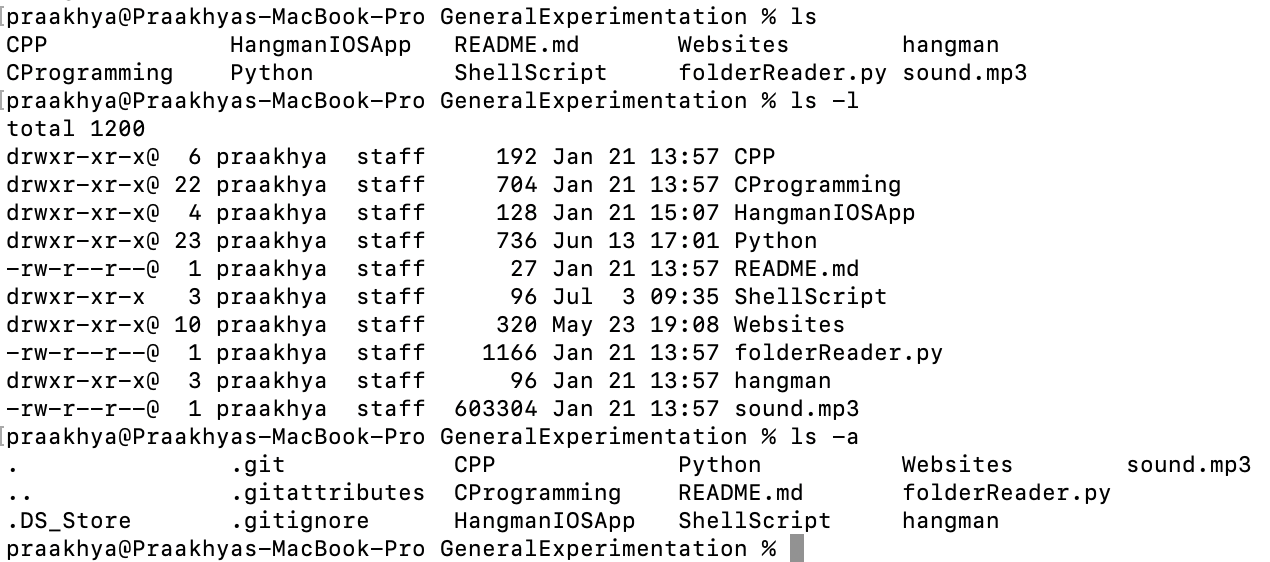 praakhya@Praakhyas-MacBook-Pro GeneralExperimentation % ls
CPP HangmanIOSApp README.md Websites hangman
CProgramming Python ShellScript folderReader.py sound.mp3
praakhya@Praakhyas-MacBook-Pro GeneralExperimentation % ls -l
total 1200
drwxr-xr-x@ 6 praakhya staff 192 Jan 21 13:57 CPP
drwxr-xr-x@ 22 praakhya staff 704 Jan 21 13:57 CProgramming
drwxr-xr-x@ 4 praakhya staff 128 Jan 21 15:07 HangmanIOSApp
drwxr-xr-x@ 23 praakhya staff 736 Jun 13 17:01 Python
-rw-r--r--@ 1 praakhya staff 27 Jan 21 13:57 README.md
drwxr-xr-x 3 praakhya staff 96 Jul 3 09:35 ShellScript
drwxr-xr-x@ 10 praakhya staff 320 May 23 19:08 Websites
-rw-r--r--@ 1 praakhya staff 1166 Jan 21 13:57 folderReader.py
drwxr-xr-x@ 3 praakhya staff 96 Jan 21 13:57 hangman
-rw-r--r--@ 1 praakhya staff 603304 Jan 21 13:57 sound.mp3
praakhya@Praakhyas-MacBook-Pro GeneralExperimentation % ls -a
. .git CPP Python Websites sound.mp3
.. .gitattributes CProgramming README.md folderReader.py
.DS_Store .gitignore HangmanIOSApp ShellScript hangman
praakhya@Praakhyas-MacBook-Pro GeneralExperimentation %